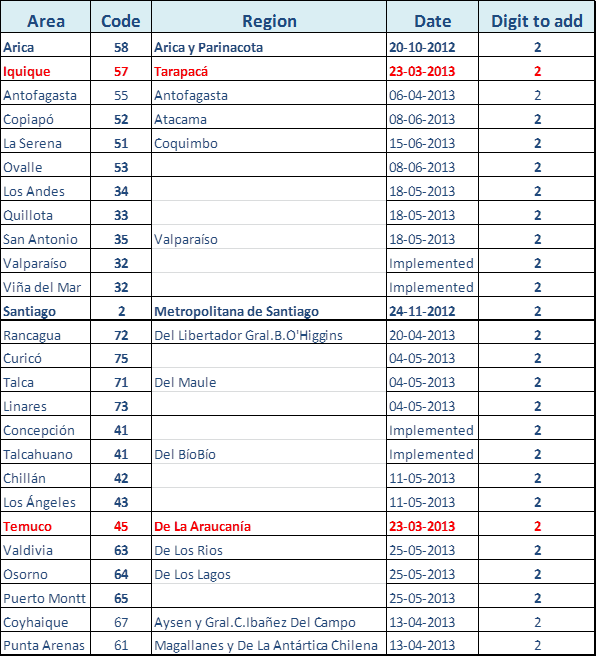 Area Code Region Date Digit to add
Arica 58 Arica y Parinacota 20-10-2012 2
Iquique 57 Tarapacá 23-03-2013 2
Antofagasta 55 Antofagasta 06-04-2013 2
Copiapó 52 Atacama 08-06-2013 2
La Serena 51 Coquimbo 15-06-2013 2
Ovalle 53 08-06-2013 2
Los Andes 34 18-05-2013 2
Quillota 33 18-05-2013 2
San Antonio 35 Valparaíso 18-05-2013 2
Valparaíso 32 Implemented 2
Viña del Mar 32 Implemented 2
Santiago 2 Metropolitana de Santiago 24-11-2012 2
Rancagua 72 Del Libertador Gral.B.O'Higgins 20-04-2013 2
Curicó 75 04-05-2013 2
Talca 71 Del Maule 04-05-2013 2
Linares 73 04-05-2013 2
Concepción 41 Implemented 2
Talcahuano 41 Del BíoBío Implemented 2
Chillán 42 11-05-2013 2
Los Ángeles 43 11-05-2013 2
Temuco 45 De La Araucanía 23-03-2013 2
Valdivia 63 De Los Rios 25-05-2013 2
Osorno 64 De Los Lagos 25-05-2013 2
Puerto Montt 65 25-05-2013 2
Coyhaique 67 Aysen y Gral.C.Ibañez Del Campo 13-04-2013 2
Punta Arenas 61 Magallanes y De La Antártica Chilena 13-04-2013 2